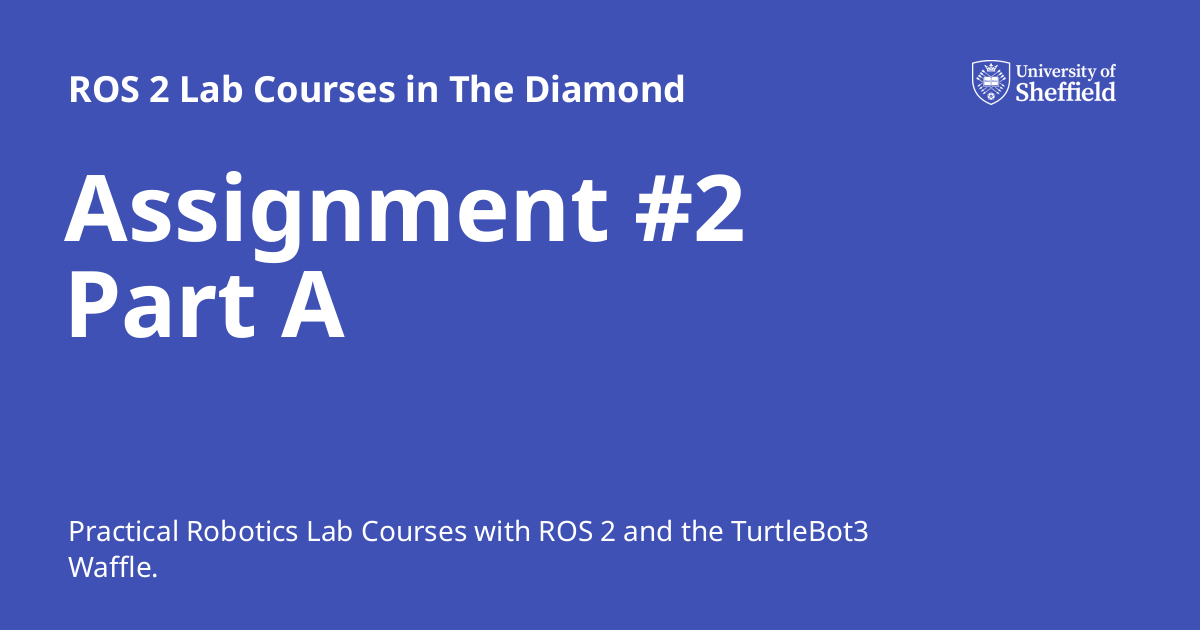 ROS 2 Lab Courses in The Diamond
University of
Sheffield
Assignment #2
Part A
Practical Robotics Lab Courses with ROS 2 and the TurtleBot3
Waffle.